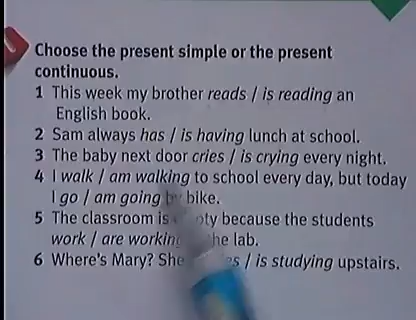 Choose the present simple or the present
continuous.
1 This week my brother reads / is reading an
English book.
2 Sam always has / is having lunch at school.
3 The baby next door cries / is crying every night.
4 I walk / am walking to school every day, but today
I go / am going by bike.
5 The classroom is because the students
work / are working the lab.
6 Where's Mary? She / is studying upstairs.